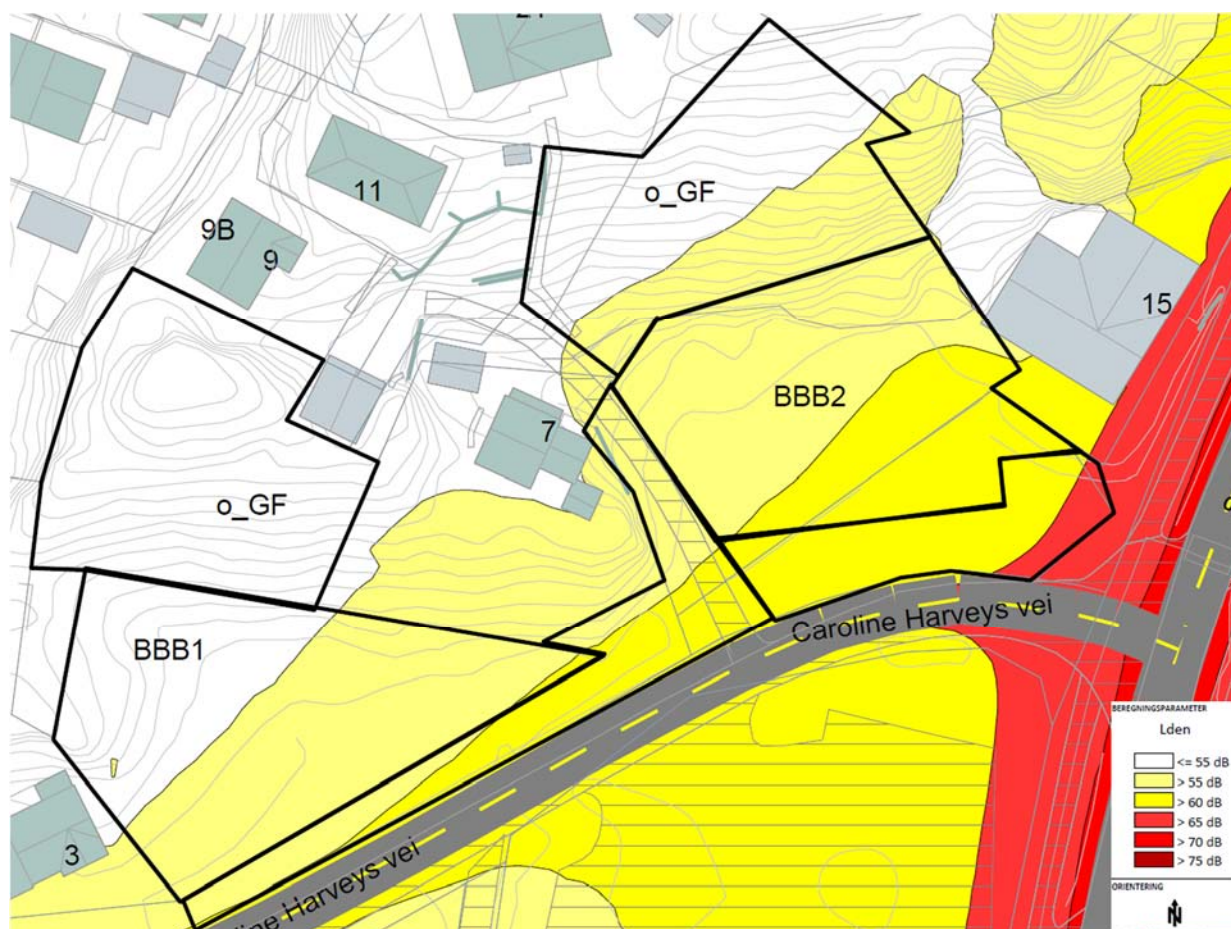 11
9B
9
o_GF
15
BBB2
7
o_GF
BBB1
Caroline Harveys vei
3
line Harveys vei
BEREGNINGSPARAMETER
Lden
<= 55 dB
> 55 dB
> 60 dB
> 65 dB
> 70 dB
> 75 dB
ORIENTERING
N